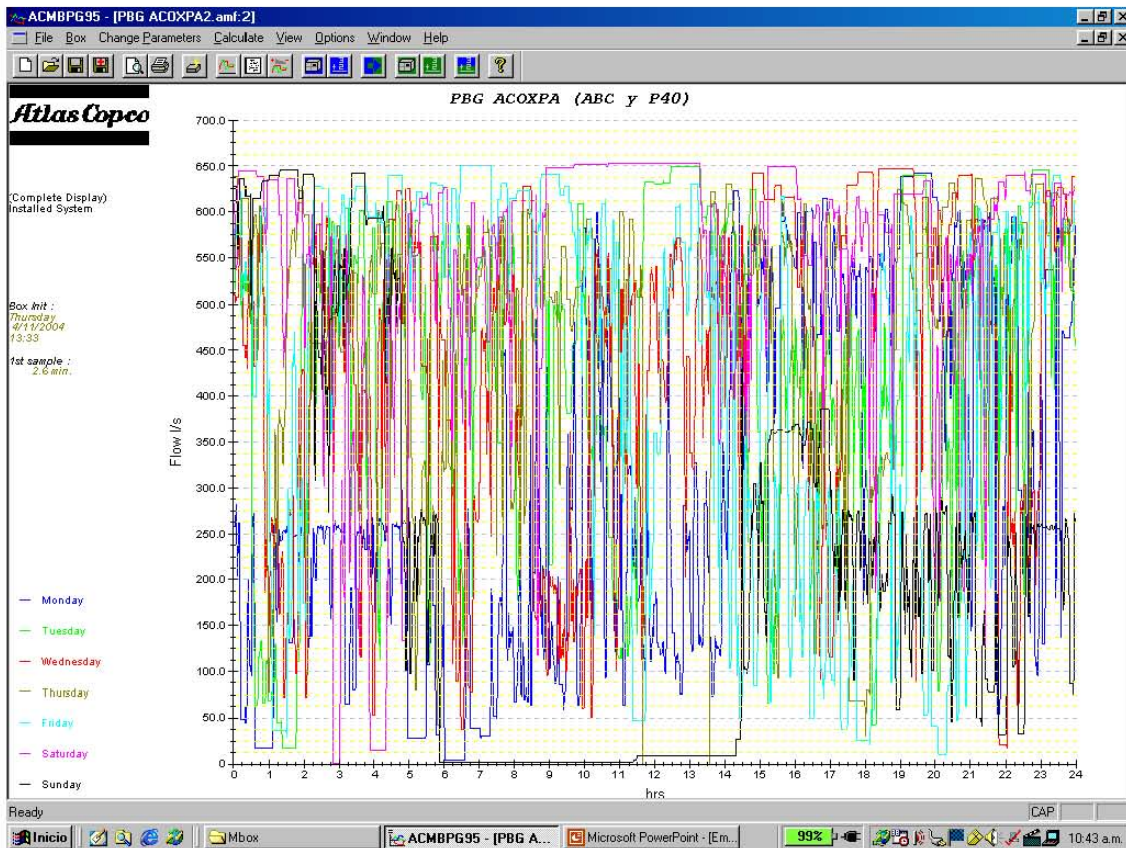 ACMBPG95 - [PBG ACOXPA2.amf:2]
File Box Change Parameters Calculate View Options Window Help
Atlas Copco
PBG ACOXPA (ABC y P40)
(Complete Display)
Installed System
Box Init :
Thursday
4/11/2004
13:33
1st sample :
2.6 min.
Monday
Tuesday
Wednesday
Thursday
Friday
Saturday
Sunday
Flow l/s
700.0
650.0
600.0
550.0
500.0
450.0
400.0
350.0
300.0
250.0
200.0
150.0
100.0
50.0
0
0 1 2 3 4 5 6 7 8 9 10 11 12 13 14 15 16 17 18 19 20 21 22 23 24
hrs
Ready
CAP
Inicio
Mbox
ACMBPG95 - [PBG A...
Microsoft PowerPoint - [Em...
99%
10:43 a.m.